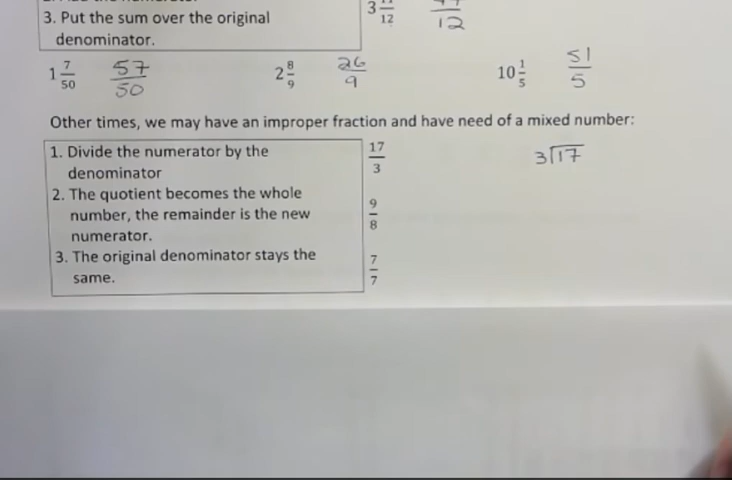 3. Put the sum over the original
denominator.
3 11/12
12
1 7/50 57/50 2 8/9 26/9 10 1/5 51/5
Other times, we may have an improper fraction and have need of a mixed number:
1. Divide the numerator by the
denominator
2. The quotient becomes the whole
number, the remainder is the new
numerator.
3. The original denominator stays the
same.
17/3
3⟌17
9/8
7/7